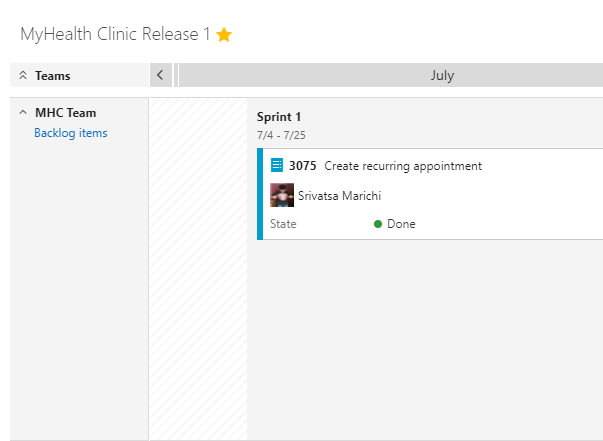 MyHealth Clinic Release 1
Teams
July
MHC Team
Backlog items
Sprint 1
7/4 - 7/25
3075 Create recurring appointment
Srivatsa Marichi
State Done